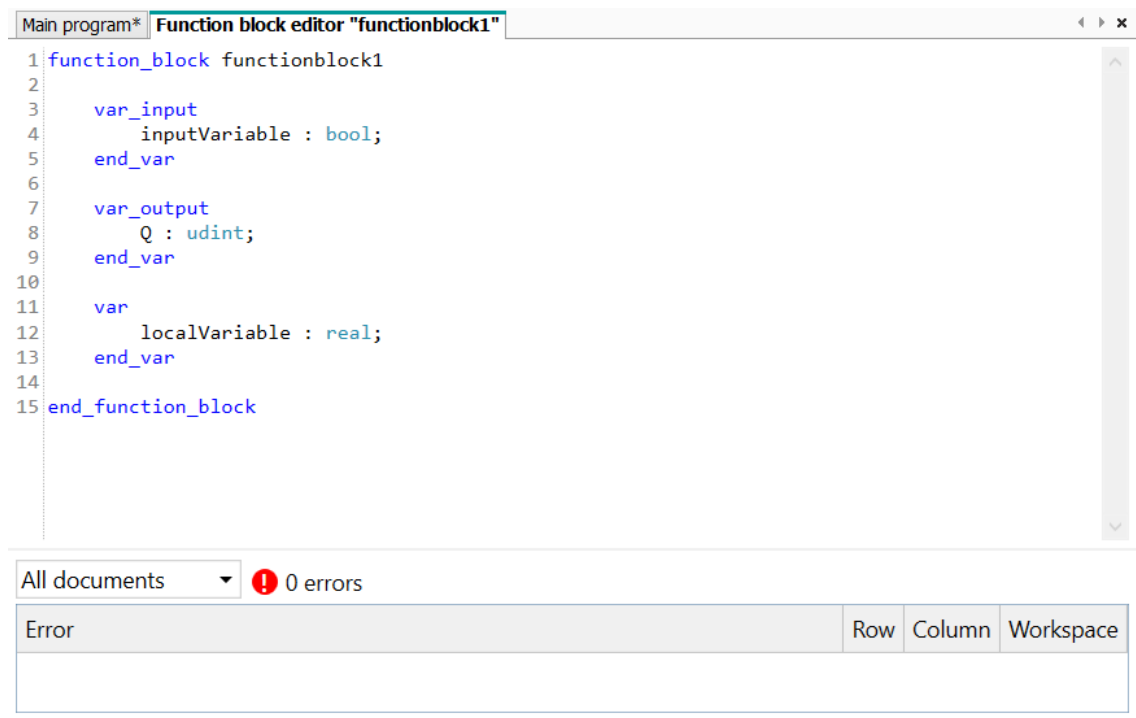 Main program* Function block editor "functionblock1"
1 function_block functionblock1
2
3 var_input
4 inputVariable : bool;
5 end_var
6
7 var_output
8 Q : udint;
9 end_var
10
11 var
12 localVariable : real;
13 end_var
14
15 end_function_block
All documents 0 errors
Error Row Column Workspace